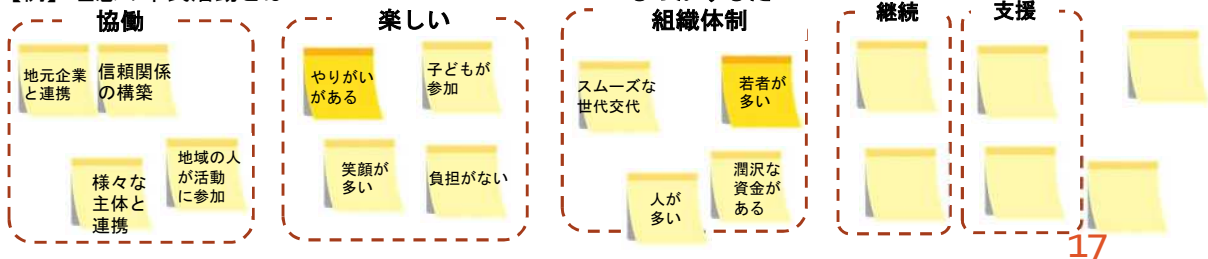 協働
地元企業
と連携
信頼関係
の構築
様々な
主体と
連携
地域の人
が活動
に参加
楽しい
やりがい
がある
子どもが
参加
笑顔が
多い
負担がない
組織体制
スムーズな
世代交代
若者が
多い
人が
多い
潤沢な
資金が
ある
継続
支援
17